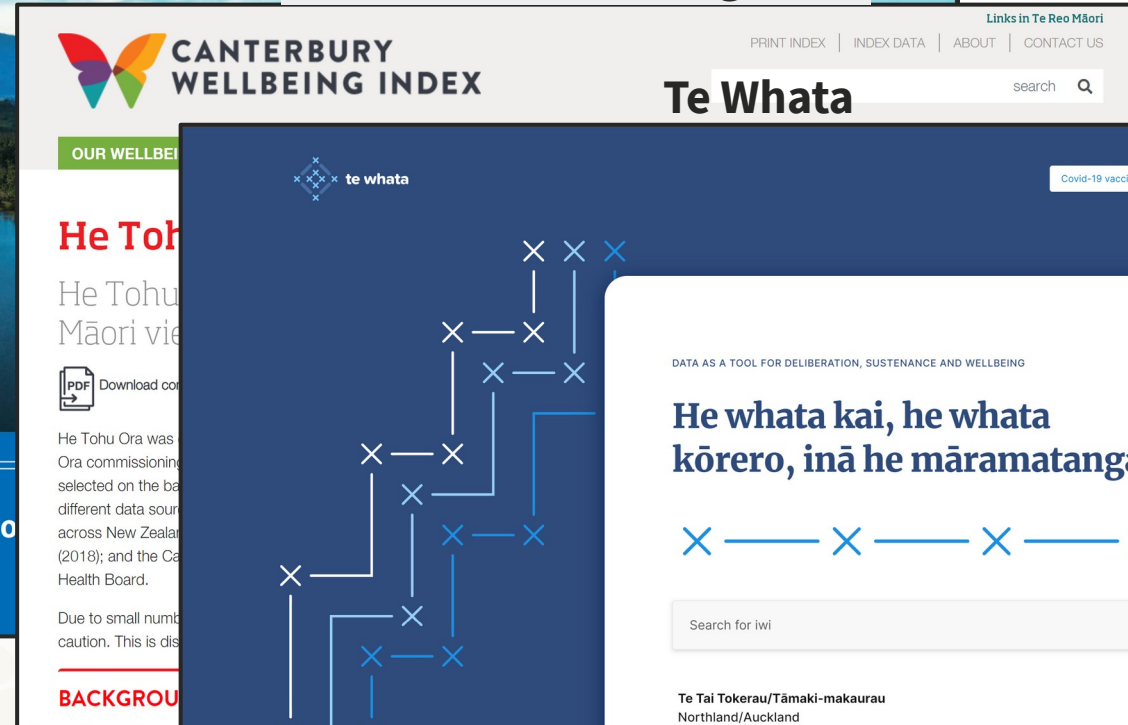 Links in Te Reo Māori
PRINT INDEX | INDEX DATA | ABOUT | CONTACT US
CANTERBURY
WELLBEING INDEX
search
Te Whata
OUR WELLBEI
te whata
Covid-19 vacci
He Toh
He Tohu
Māori vie
PDF Download con
He Tohu Ora was
Ora commissioning
selected on the ba
different data sour
across New Zealan
(2018); and the Ca
Health Board.
Due to small numb
caution. This is dis
BACKGROU
DATA AS A TOOL FOR DELIBERATION, SUSTENANCE AND WELLBEING
He whata kai, he whata
kōrero, inā he māramatanga
Search for iwi
Te Tai Tokerau/Tāmaki-makaurau
Northland/Auckland